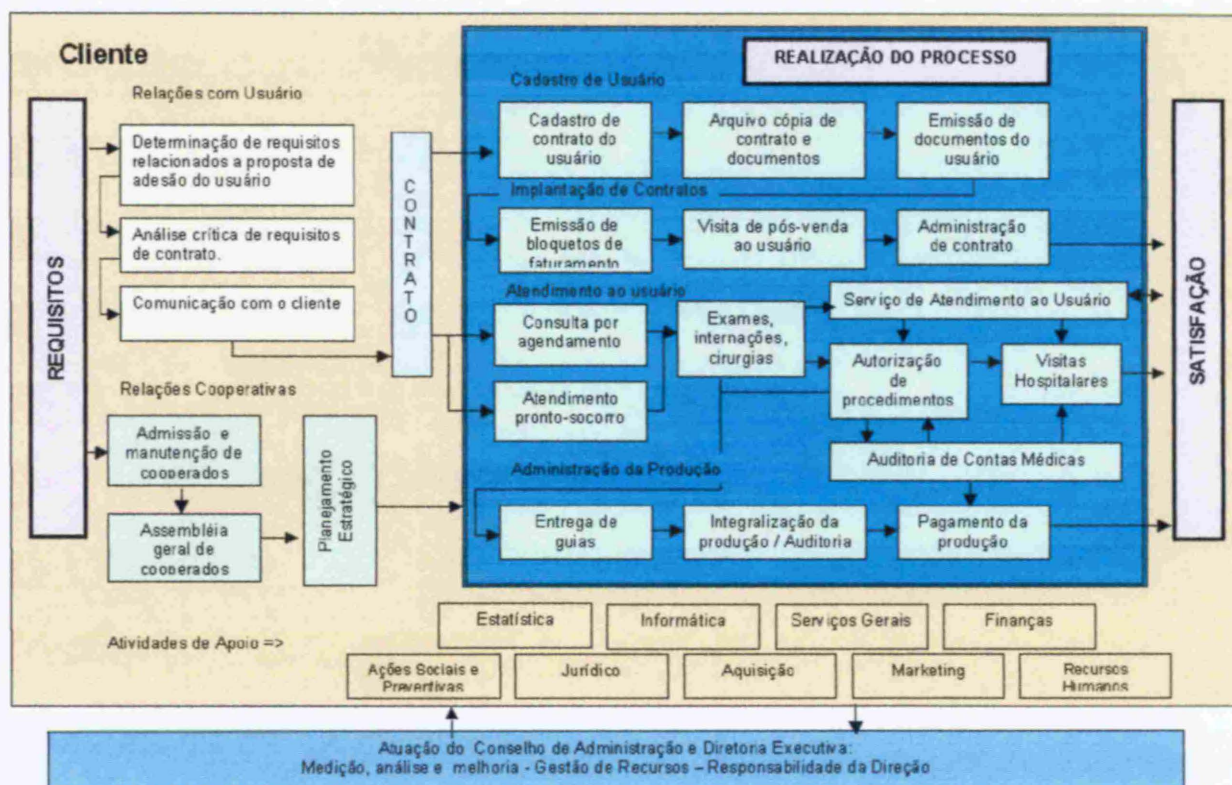 Cliente
REALIZAÇÃO DO PROCESSO
REQUISITOS
Relações com Usuário
Determinação de requisitos
relacionados a proposta de
adesão do usuário
Análise crítica de requisitos
de contrato.
Comunicação com o cliente
CONTRATO
Relações Cooperativas
Admissão e
manutenção de
cooperados
Assembléia
geral de
cooperados
Planejamento
Estratégico
Cadastro de Usuário
Cadastro de
contrato do
usuário
Arquivo cópia de
contrato e
documentos
Emissão de
documentos do
usuário
Implantação de Contratos
Emissão de
bloquetos de
faturamento
Visita de pós-venda
ao usuário
Administração
de contrato
Atendimento ao usuário
Consulta por
agendamento
Atendimento
pronto-socorro
Exames,
internações,
cirurgias
Serviço de Atendimento ao Usuário
Autorização
de
procedimentos
Visitas
Hospitalares
Auditoria de Contas Médicas
Administração da Produção
Entrega de
guias
Integralização da
produção / Auditoria
Pagamento da
produção
SATISFAÇÃO
Atividades de Apoio =>
Estatística
Informática
Serviços Gerais
Finanças
Ações Sociais e
Preventivas
Jurídico
Aquisição
Marketing
Recursos
Humanos
Atuação do Conselho de Administração e Diretoria Executiva:
Medição, análise e melhoria - Gestão de Recursos – Responsabilidade da Direção